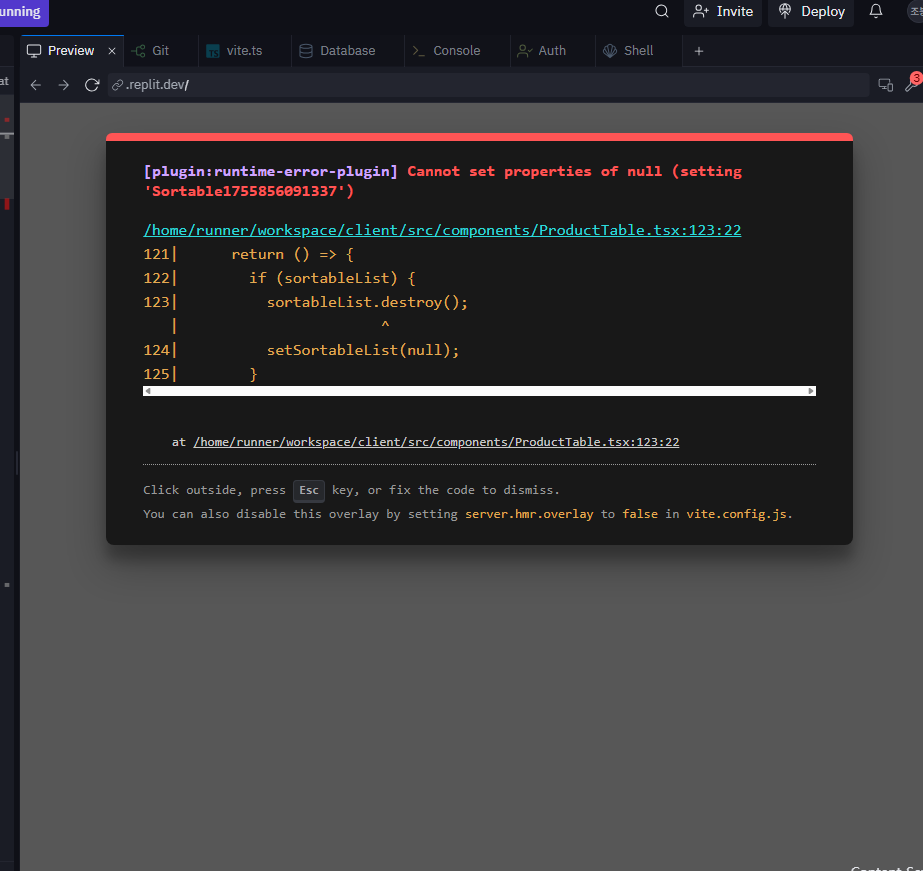 unning
Invite
Deploy
조
at
Preview
Git
vite.ts
Database
Console
Auth
Shell
.replit.dev/
3
[plugin:runtime-error-plugin] Cannot set properties of null (setting
'Sortable1755856091337')
/home/runner/workspace/client/src/components/ProductTable.tsx:123:22
121|      return () => {
122|        if (sortableList) {
123|          sortableList.destroy();
   |                       ^
124|          setSortableList(null);
125|        }
at /home/runner/workspace/client/src/components/ProductTable.tsx:123:22
Click outside, press Esc key, or fix the code to dismiss.
You can also disable this overlay by setting server.hmr.overlay to false in vite.config.js.